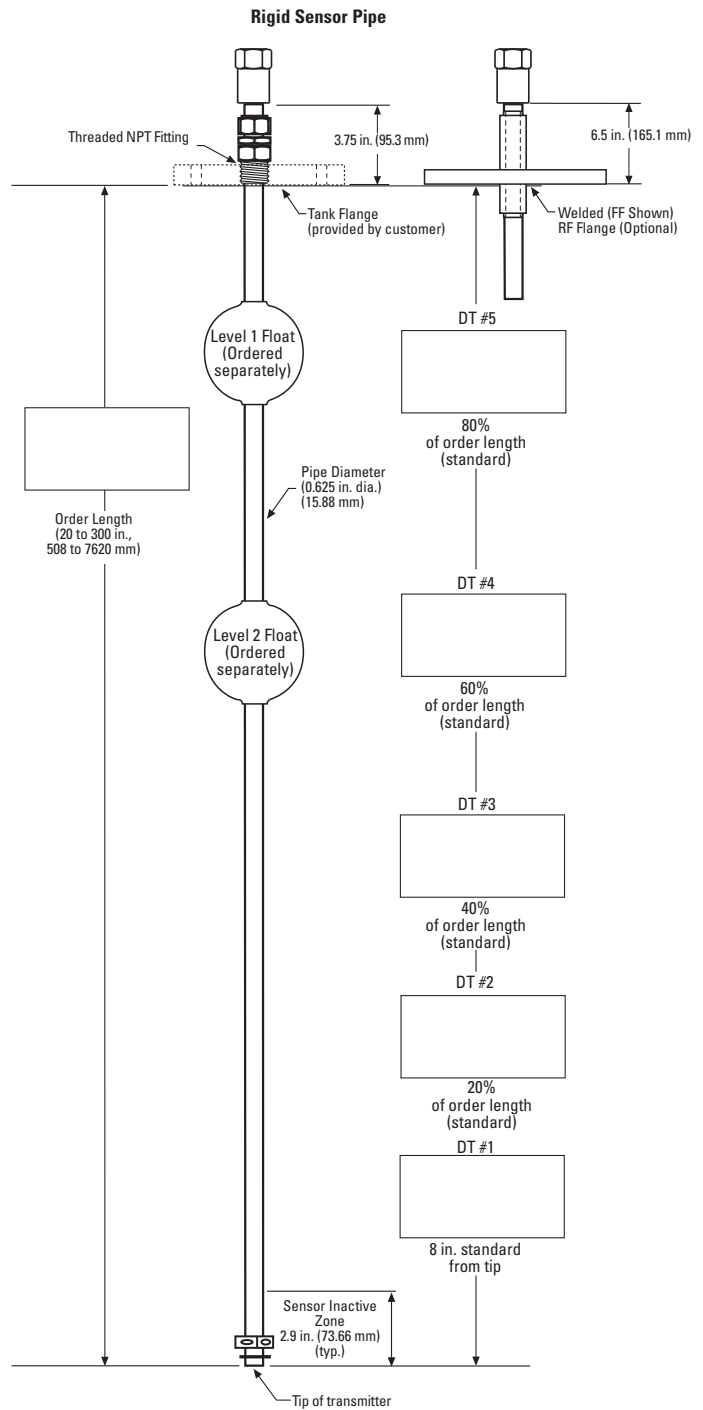 Rigid Sensor Pipe
Threaded NPT Fitting
3.75 in. (95.3 mm)
6.5 in. (165.1 mm)
Tank Flange
(provided by customer)
Welded (FF Shown)
RF Flange (Optional)
DT #5
Level 1 Float
(Ordered
separately)
80%
of order length
(standard)
Pipe Diameter
(0.625 in. dia.)
(15.88 mm)
Order Length
(20 to 300 in.,
508 to 7620 mm)
DT #4
Level 2 Float
(Ordered
separately)
60%
of order length
(standard)
DT #3
40%
of order length
(standard)
DT #2
20%
of order length
(standard)
DT #1
8 in. standard
from tip
Sensor Inactive
Zone
2.9 in. (73.66 mm)
(typ.)
Tip of transmitter